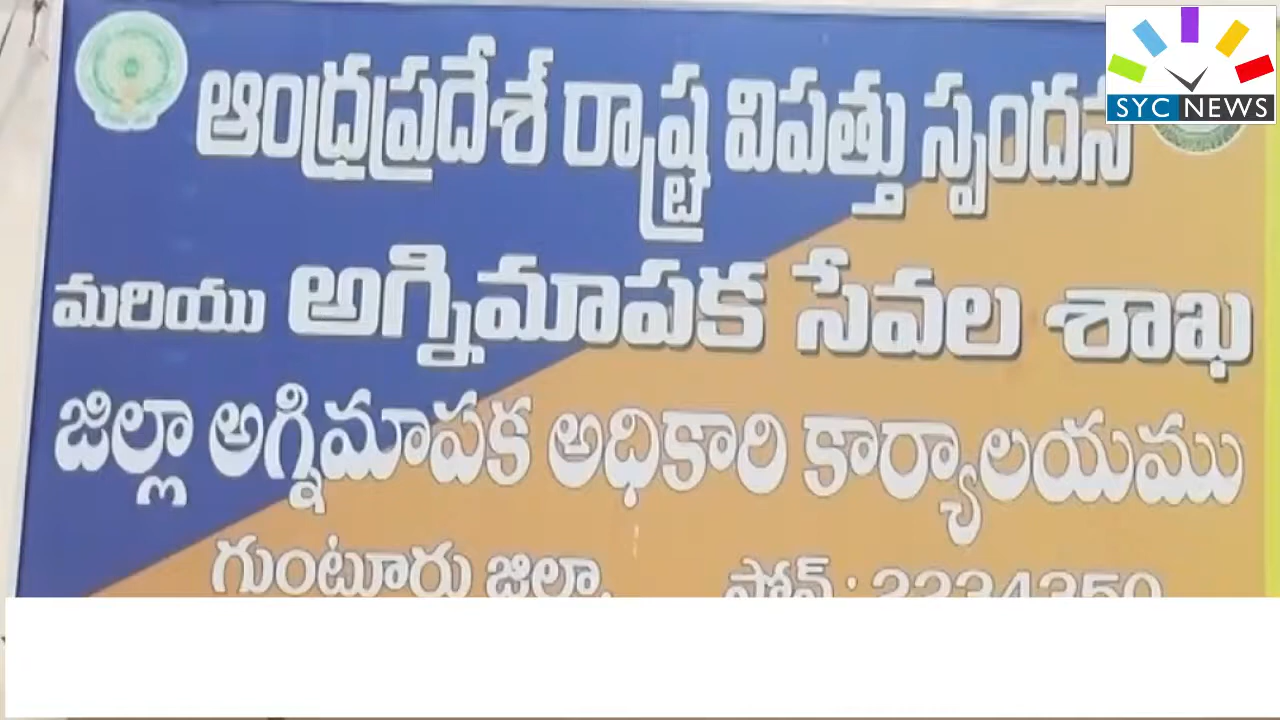 ఆంధ్రప్రదేశ్ రాష్ట్ర విపత్తు స్పందన
మరియు అగ్నిమాపక సేవల శాఖ
జిల్లా అగ్నిమాపక అధికారి కార్యాలయము
గుంటూరు జిల్లా. ఫోన్ :
SYC NEWS